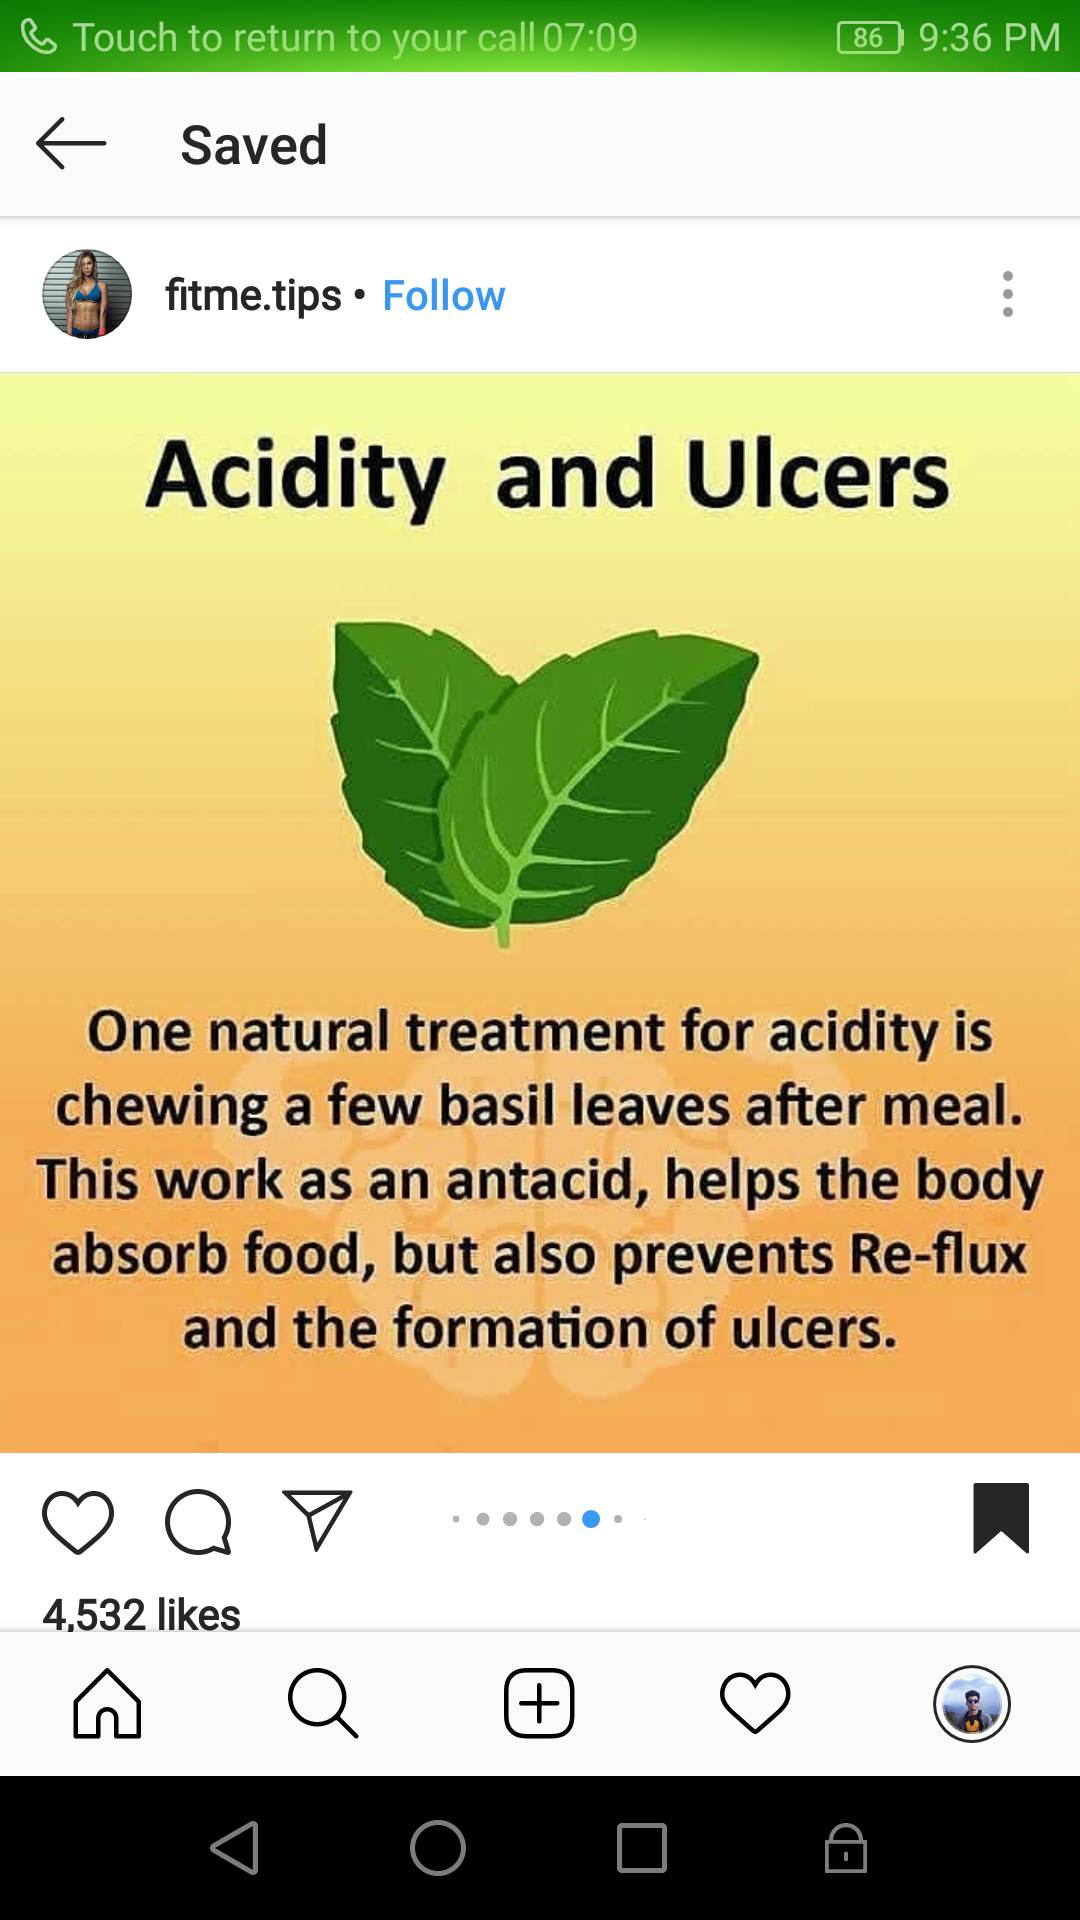 Touch to return to your call 07:09 86 9:36 PM
Saved
fitme.tips • Follow
Acidity and Ulcers
One natural treatment for acidity is
chewing a few basil leaves after meal.
This work as an antacid, helps the body
absorb food, but also prevents Re-flux
and the formation of ulcers.
4,532 likes